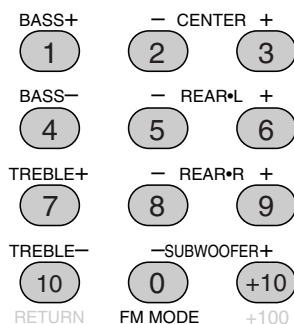 BASS+ − CENTER +
1 2 3
BASS− − REAR•L +
4 5 6
TREBLE+ − REAR•R +
7 8 9
TREBLE− −SUBWOOFER+
10 0 +10
RETURN FM MODE +100